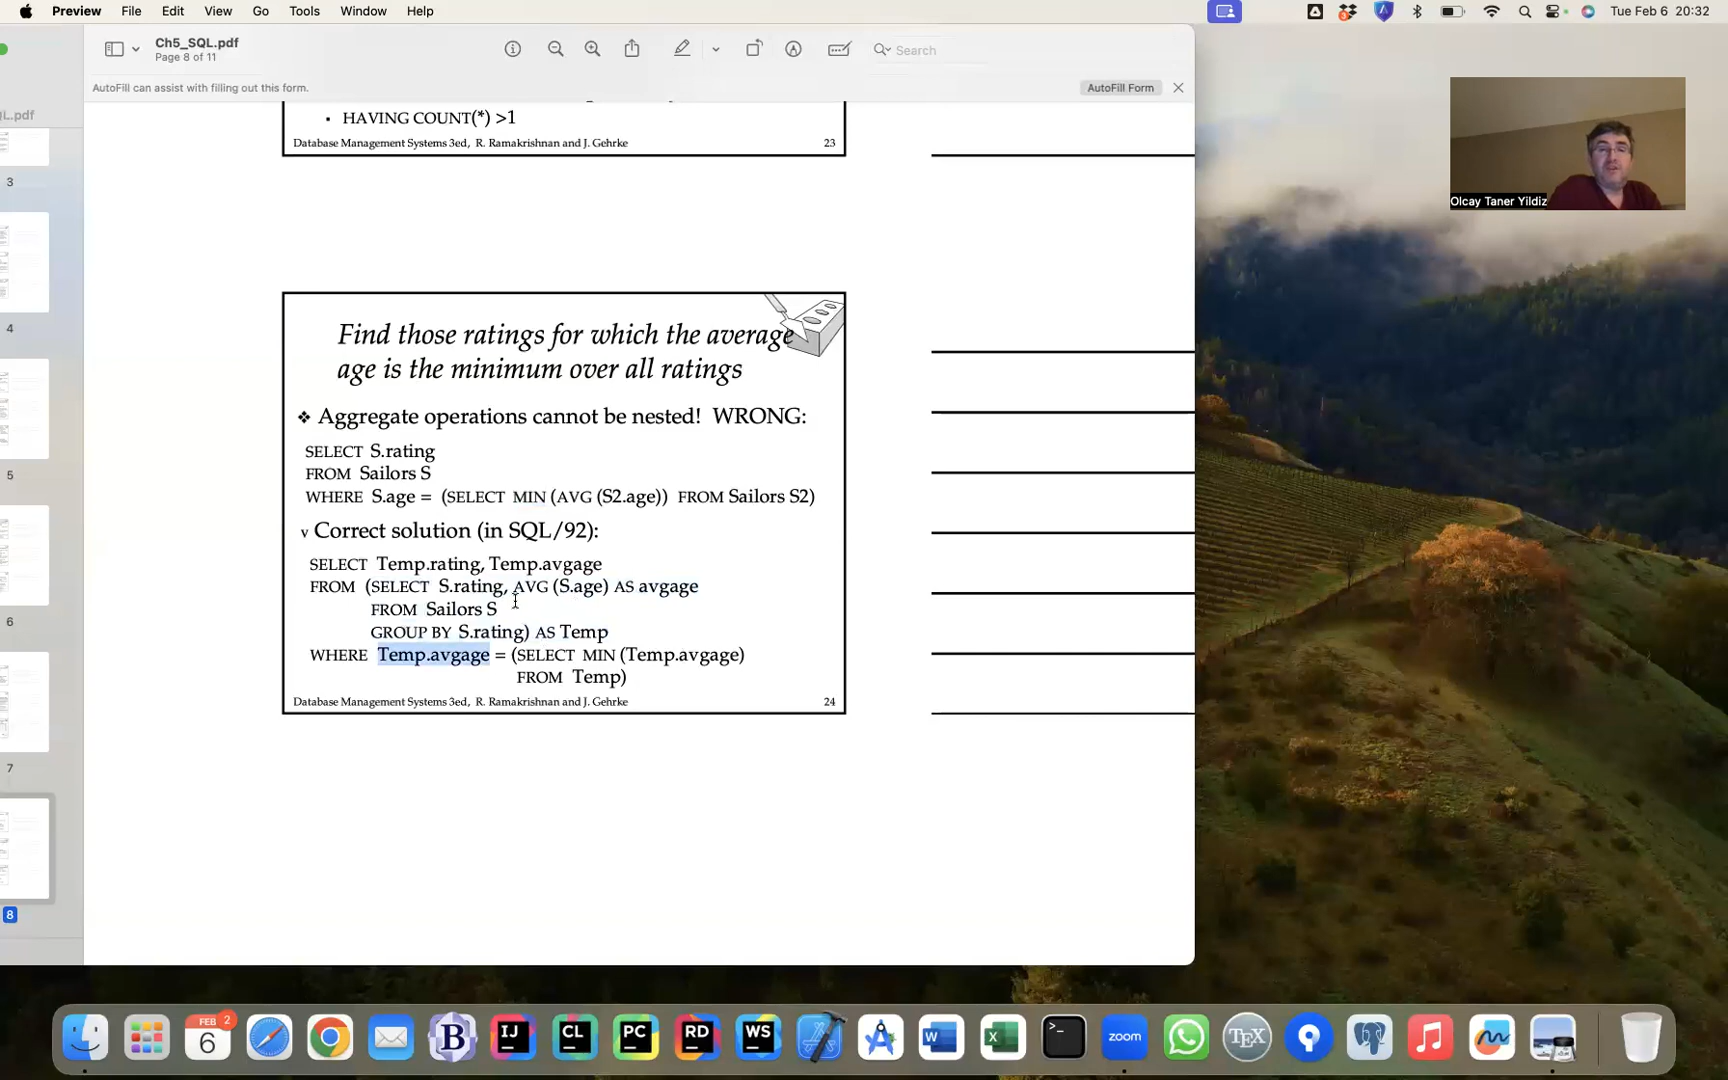 Preview File Edit View Go Tools Window Help
Tue Feb 6 20:32
Ch5_SQL.pdf
Page 8 of 11
Search
AutoFill can assist with filling out this form.
AutoFill Form
QL.pdf
3
4
5
6
7
8
• HAVING COUNT(*) >1
Database Management Systems 3ed, R. Ramakrishnan and J. Gehrke 23
Find those ratings for which the average
age is the minimum over all ratings
❖ Aggregate operations cannot be nested! WRONG:
SELECT S.rating
FROM Sailors S
WHERE S.age = (SELECT MIN (AVG (S2.age)) FROM Sailors S2)
v Correct solution (in SQL/92):
SELECT Temp.rating, Temp.avgage
FROM (SELECT S.rating, AVG (S.age) AS avgage
FROM Sailors S
GROUP BY S.rating) AS Temp
WHERE Temp.avgage = (SELECT MIN (Temp.avgage)
FROM Temp)
Database Management Systems 3ed, R. Ramakrishnan and J. Gehrke 24
Olcay Taner Yildiz
FEB 2
6
B
IJ
CL
PC
RD
WS
W
X
>_
zoom
TEX